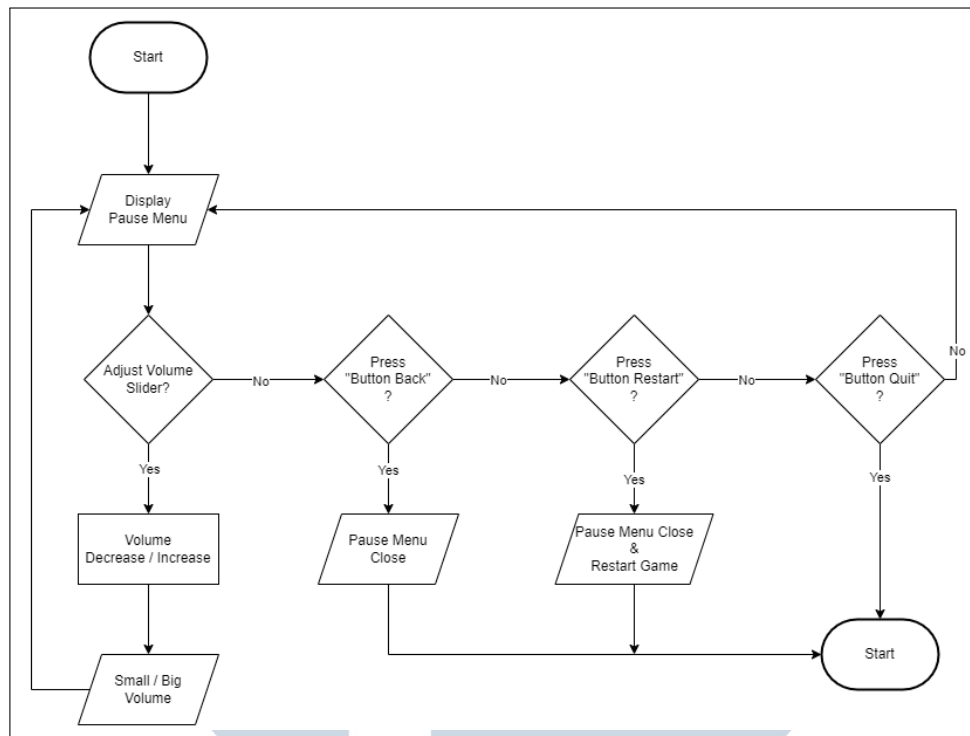 Start
Display
Pause Menu
Adjust Volume
Slider?
No
Press
"Button Back"
?
No
Press
"Button Restart"
?
No
Press
"Button Quit"
?
No
Yes
Yes
Yes
Yes
Volume
Decrease / Increase
Pause Menu
Close
Pause Menu Close
&
Restart Game
Small / Big
Volume
Start